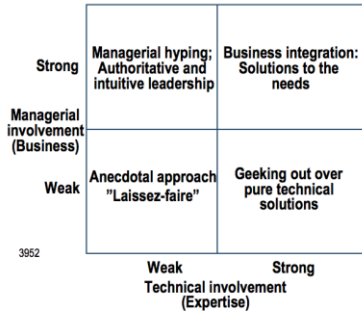 Strong
Managerial
involvement
(Business)
Weak
Managerial hyping;
Authoritative and
intuitive leadership
Business integration:
Solutions to the
needs
Anecdotal approach
"Laissez-faire"
Geeking out over
pure technical
solutions
3952
Weak
Strong
Technical involvement
(Expertise)